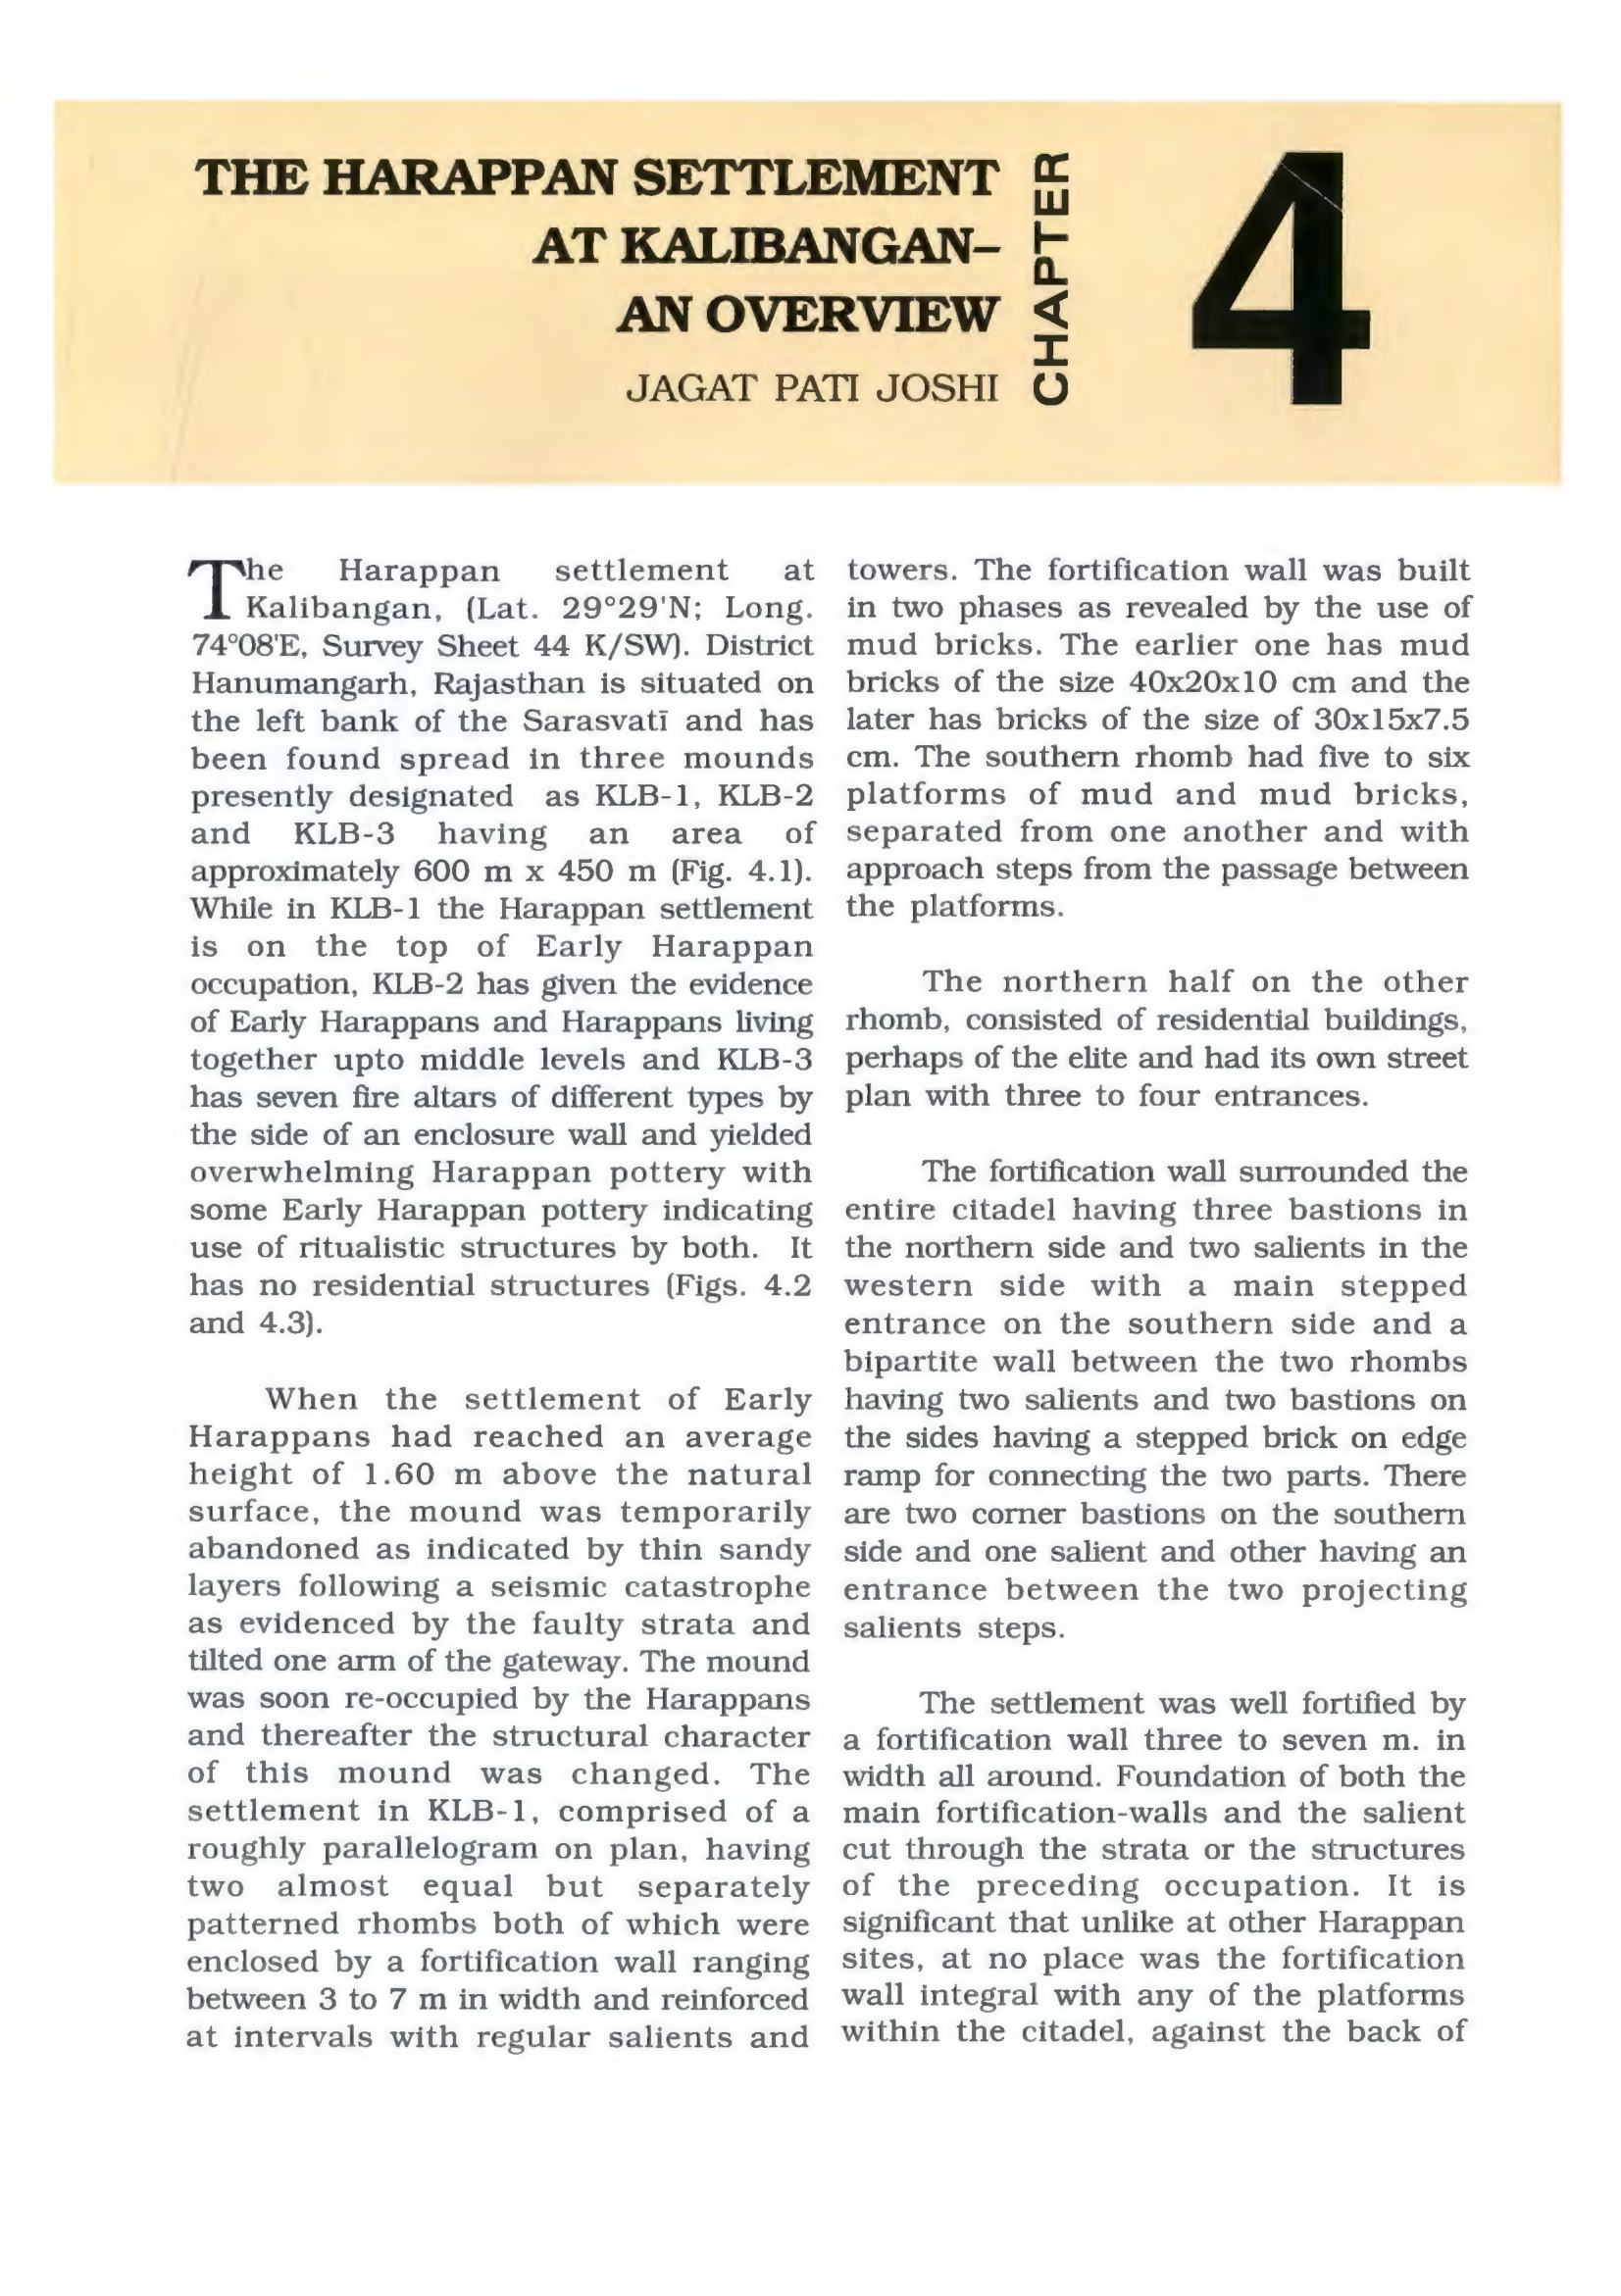 THE HARAPPAN SETTLEMENT
AT KALIBANGAN–
AN OVERVIEW
JAGAT PATI JOSHI
CHAPTER
4
The Harappan settlement at
Kalibangan, (Lat. 29°29'N; Long.
74°08'E, Survey Sheet 44 K/SW). District
Hanumangarh, Rajasthan is situated on
the left bank of the Sarasvatī and has
been found spread in three mounds
presently designated as KLB-1, KLB-2
and KLB-3 having an area of
approximately 600 m x 450 m (Fig. 4.1).
While in KLB-1 the Harappan settlement
is on the top of Early Harappan
occupation, KLB-2 has given the evidence
of Early Harappans and Harappans living
together upto middle levels and KLB-3
has seven fire altars of different types by
the side of an enclosure wall and yielded
overwhelming Harappan pottery with
some Early Harappan pottery indicating
use of ritualistic structures by both. It
has no residential structures (Figs. 4.2
and 4.3).
When the settlement of Early
Harappans had reached an average
height of 1.60 m above the natural
surface, the mound was temporarily
abandoned as indicated by thin sandy
layers following a seismic catastrophe
as evidenced by the faulty strata and
tilted one arm of the gateway. The mound
was soon re-occupied by the Harappans
and thereafter the structural character
of this mound was changed. The
settlement in KLB-1, comprised of a
roughly parallelogram on plan, having
two almost equal but separately
patterned rhombs both of which were
enclosed by a fortification wall ranging
between 3 to 7 m in width and reinforced
at intervals with regular salients and
towers. The fortification wall was built
in two phases as revealed by the use of
mud bricks. The earlier one has mud
bricks of the size 40x20x10 cm and the
later has bricks of the size of 30x15x7.5
cm. The southern rhomb had five to six
platforms of mud and mud bricks,
separated from one another and with
approach steps from the passage between
the platforms.
The northern half on the other
rhomb, consisted of residential buildings,
perhaps of the elite and had its own street
plan with three to four entrances.
The fortification wall surrounded the
entire citadel having three bastions in
the northern side and two salients in the
western side with a main stepped
entrance on the southern side and a
bipartite wall between the two rhombs
having two salients and two bastions on
the sides having a stepped brick on edge
ramp for connecting the two parts. There
are two corner bastions on the southern
side and one salient and other having an
entrance between the two projecting
salients steps.
The settlement was well fortified by
a fortification wall three to seven m. in
width all around. Foundation of both the
main fortification-walls and the salient
cut through the strata or the structures
of the preceding occupation. It is
significant that unlike at other Harappan
sites, at no place was the fortification
wall integral with any of the platforms
within the citadel, against the back of